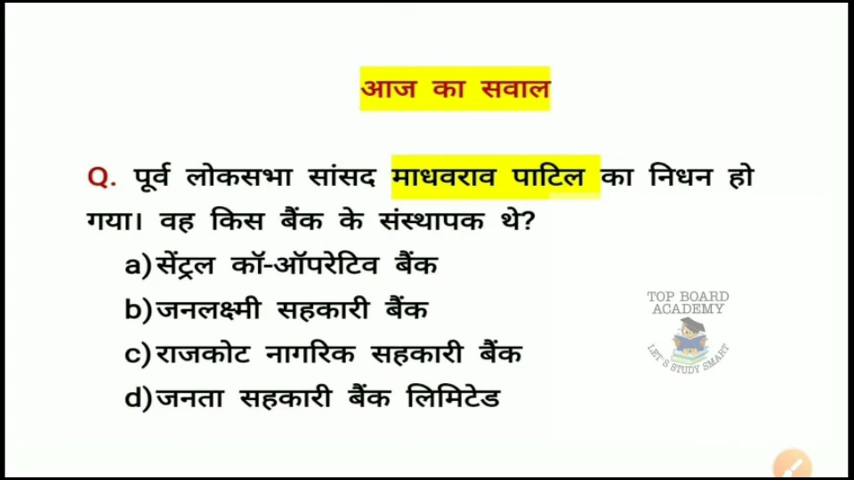 आज का सवाल
Q. पूर्व लोकसभा सांसद माधवराव पाटिल का निधन हो
गया। वह किस बैंक के संस्थापक थे?
a)सेंट्रल कॉ-ऑपरेटिव बैंक
b)जनलक्ष्मी सहकारी बैंक
c)राजकोट नागरिक सहकारी बैंक
d)जनता सहकारी बैंक लिमिटेड
TOP BOARD
ACADEMY
LET'S STUDY SMART